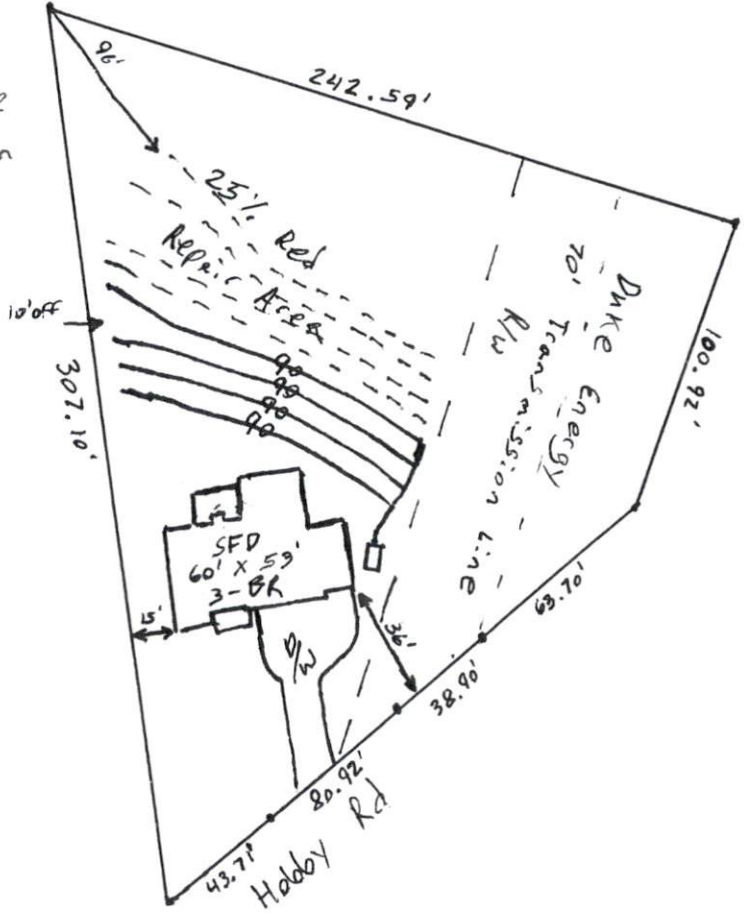 96'
242.59'
25% Red
Repair Area
10' off
307.10'
90
90
90
90
70'
Duke Energy
Transmission Line
R/W
100.92'
SFD
60' x 53'
3-BR
15'
D/W
36'
63.70'
38.90'
80.92'
43.71'
Hobby Rd